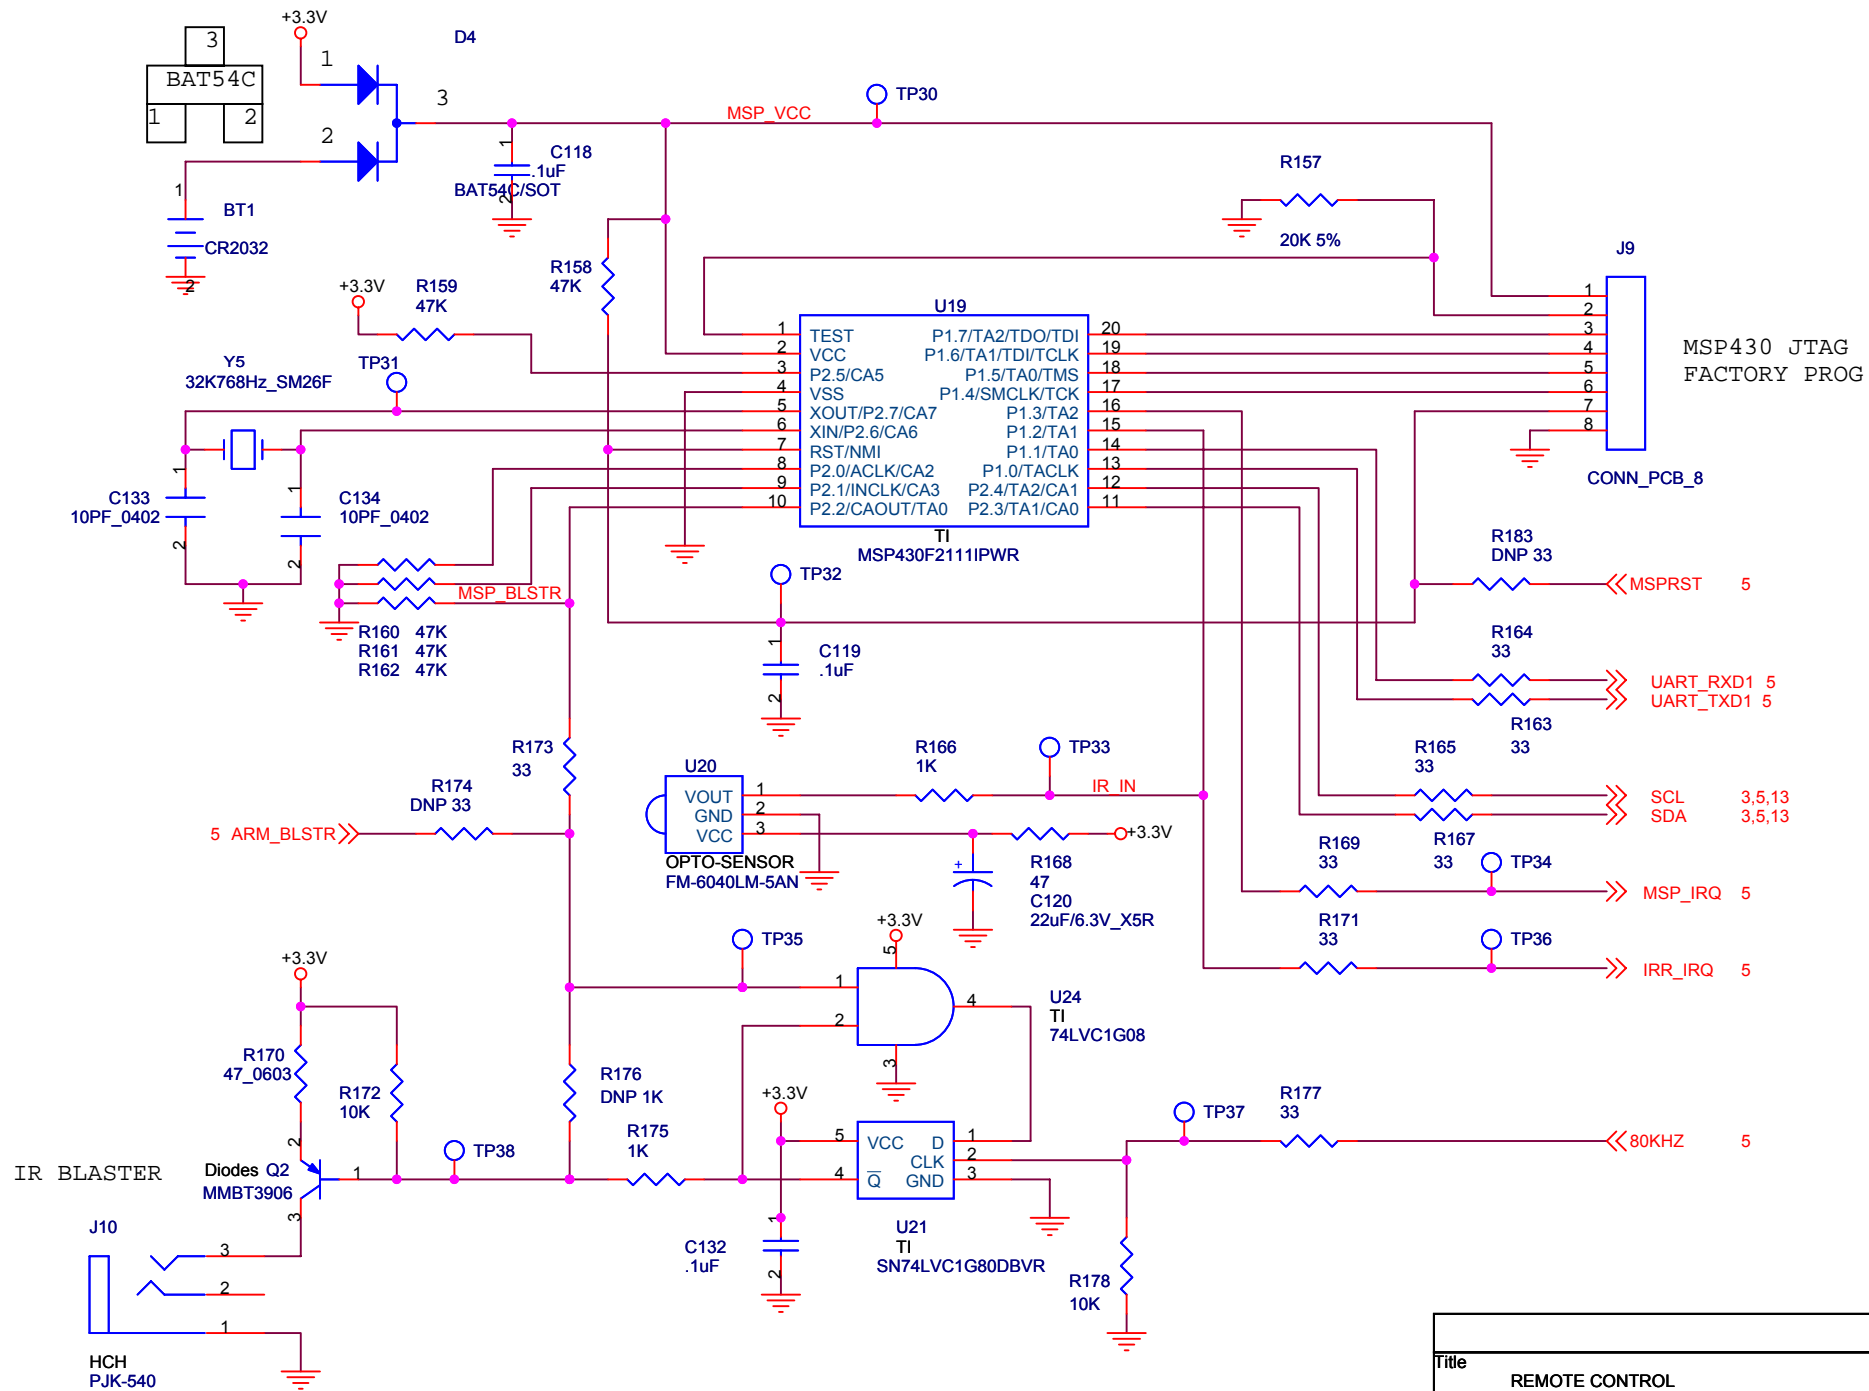 +3.3V
D4
3
BAT54C
1
2
1
2
3
MSP_VCC
TP30
1
C118
.1uF
BAT54C/SOT
2
R157
20K 5%
1
BT1
CR2032
2
J9
+3.3V
R159
47K
R158
47K
U19
1 TEST
2 VCC
3 P2.5/CA5
4 VSS
5 XOUT/P2.7/CA7
6 XIN/P2.6/CA6
7 RST/NMI
8 P2.0/ACLK/CA2
9 P2.1/INCLK/CA3
10 P2.2/CAOUT/TA0
P1.7/TA2/TDO/TDI 20
P1.6/TA1/TDI/TCLK 19
P1.5/TA0/TMS 18
P1.4/SMCLK/TCK 17
P1.3/TA2 16
P1.2/TA1 15
P1.1/TA0 14
P1.0/TACLK 13
P2.4/TA2/CA1 12
P2.3/TA1/CA0 11
TI
MSP430F2111IPWR
1
2
3
4
5
6
7
8
MSP430 JTAG
FACTORY PROG
CONN_PCB_8
Y5
32K768Hz_SM26F
TP31
1
C133
10PF_0402
2
1
C134
10PF_0402
2
MSP_BLSTR
R160 47K
R161 47K
R162 47K
TP32
1
C119
.1uF
2
R183
DNP 33
MSPRST 5
R164
33
UART_RXD1 5
UART_TXD1 5
R163
33
R173
33
R174
DNP 33
5 ARM_BLSTR
U20
VOUT 1
GND 2
VCC 3
OPTO-SENSOR
FM-6040LM-5AN
R166
1K
TP33
IR_IN
+3.3V
+
R168
47
C120
22uF/6.3V_X5R
R165
33
SCL 3,5,13
SDA 3,5,13
R167
33
R169
33
TP34
MSP_IRQ 5
R171
33
TP36
IRR_IRQ 5
TP35
+3.3V
5
1
2
3
4
U24
TI
74LVC1G08
+3.3V
R170
47_0603
R172
10K
R176
DNP 1K
R175
1K
TP38
IR BLASTER
Diodes Q2
MMBT3906
2
1
3
J10
3
2
1
HCH
PJK-540
+3.3V
5 VCC
4 Q
D 1
CLK 2
GND 3
U21
TI
SN74LVC1G80DBVR
1
C132
.1uF
2
TP37
R177
33
80KHZ 5
R178
10K
Title
REMOTE CONTROL